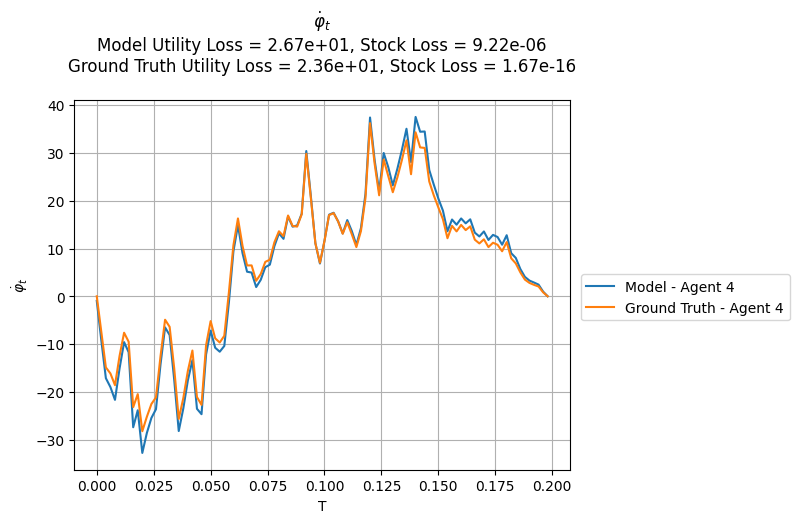 φ̇ₜ
Model Utility Loss = 2.67e+01, Stock Loss = 9.22e-06
Ground Truth Utility Loss = 2.36e+01, Stock Loss = 1.67e-16
40
30
20
10
0
−10
−20
−30
φ̇ₜ
0.000
0.025
0.050
0.075
0.100
0.125
0.150
0.175
0.200
T
Model - Agent 4
Ground Truth - Agent 4